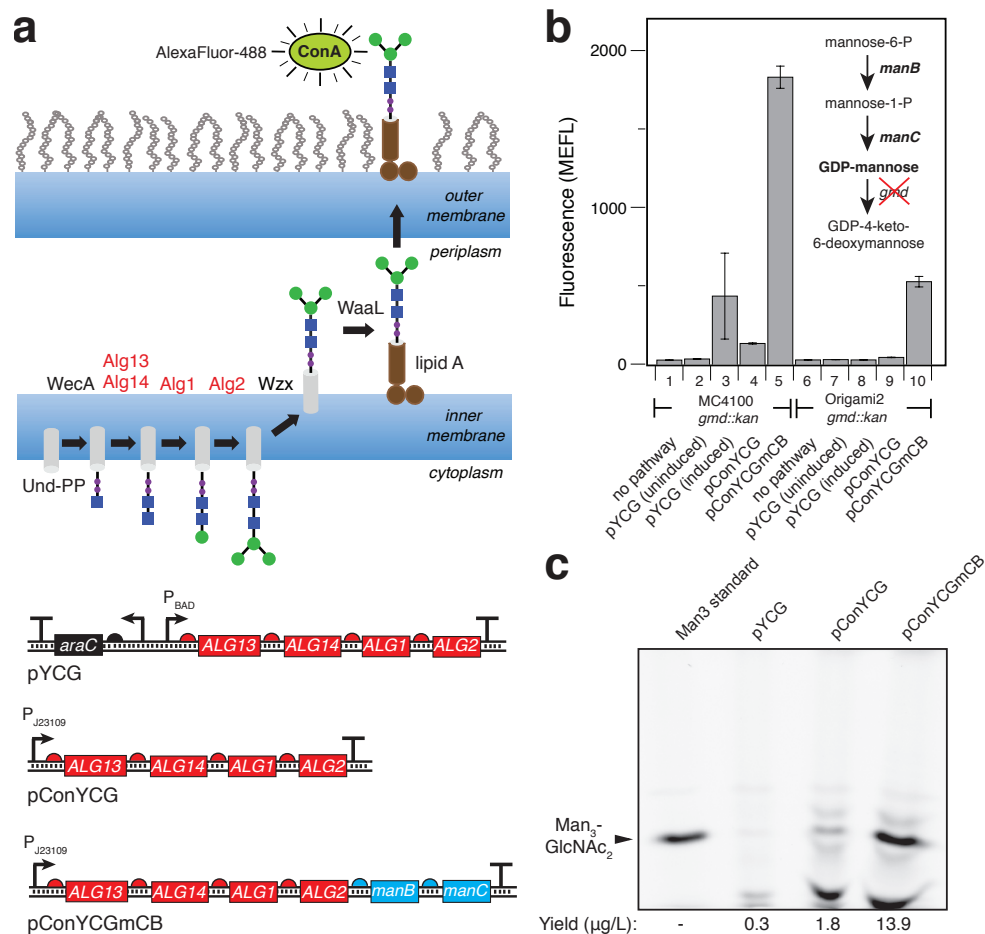 a
AlexaFluor-488
ConA
outer
membrane
periplasm
WaaL
lipid A
WecA
Alg13
Alg14
Alg1
Alg2
Wzx
inner
membrane
cytoplasm
Und-PP
PBAD
araC
ALG13
ALG14
ALG1
ALG2
pYCG
PJ23109
ALG13
ALG14
ALG1
ALG2
pConYCG
PJ23109
ALG13
ALG14
ALG1
ALG2
manB
manC
pConYCGmCB
b
Fluorescence (MEFL)
2000
1000
0
mannose-6-P
manB
mannose-1-P
manC
GDP-mannose
gmd
GDP-4-keto-
6-deoxymannose
1 2 3 4 5 6 7 8 9 10
MC4100
gmd::kan
Origami2
gmd::kan
no pathway
pYCG (uninduced)
pYCG (induced)
pConYCG
pConYCGmCB
no pathway
pYCG (uninduced)
pYCG (induced)
pConYCG
pConYCGmCB
c
Man3 standard
pYCG
pConYCG
pConYCGmCB
Man3-
GlcNAc2
Yield (µg/L): - 0.3 1.8 13.9